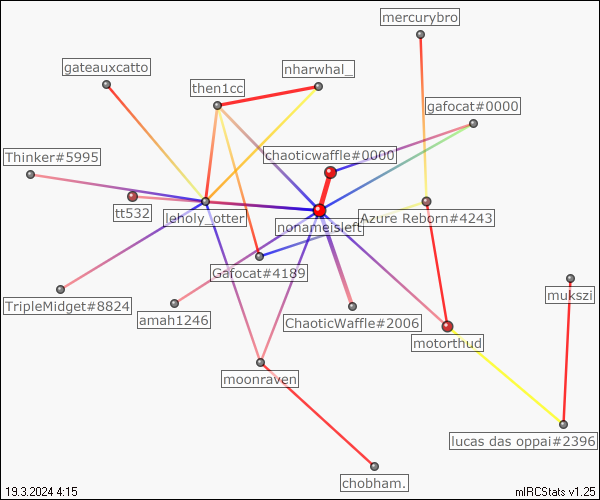 mercurybro
gateauxcatto
nharwhal_
then1cc
gafocat#0000
chaoticwaffle#0000
Thinker#5995
tt532
leholy_otter
Azure Reborn#4243
nonameisleft
Gafocat#4189
mukszi
TripleMidget#8824
amah1246
ChaoticWaffle#2006
motorthud
moonraven
lucas das oppai#2396
chobham.
19.3.2024 4:15
mIRCStats v1.25